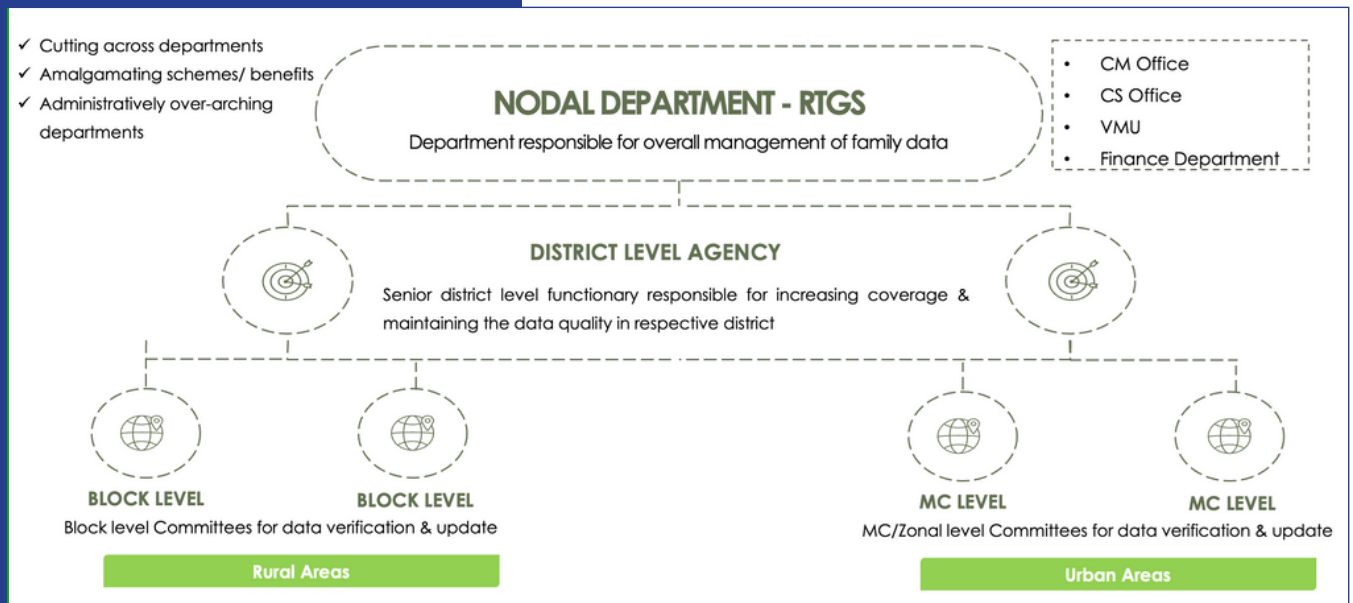 ✓ Cutting across departments
✓ Amalgamating schemes/ benefits
✓ Administratively over-arching
departments
NODAL DEPARTMENT - RTGS
Department responsible for overall management of family data
• CM Office
• CS Office
• VMU
• Finance Department
DISTRICT LEVEL AGENCY
Senior district level functionary responsible for increasing coverage &
maintaining the data quality in respective district
BLOCK LEVEL
BLOCK LEVEL
Block level Committees for data verification & update
Rural Areas
MC LEVEL
MC LEVEL
MC/Zonal level Committees for data verification & update
Urban Areas